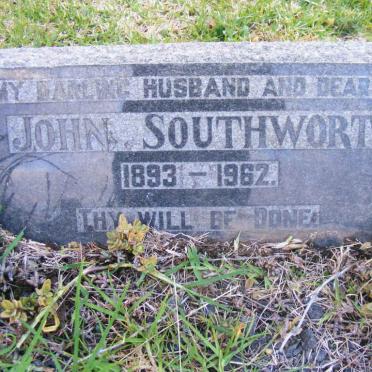 MY DARLING HUSBAND AND DEAR
JOHN. SOUTHWORT
1893 – 1962.
THY WILL BE DONE.